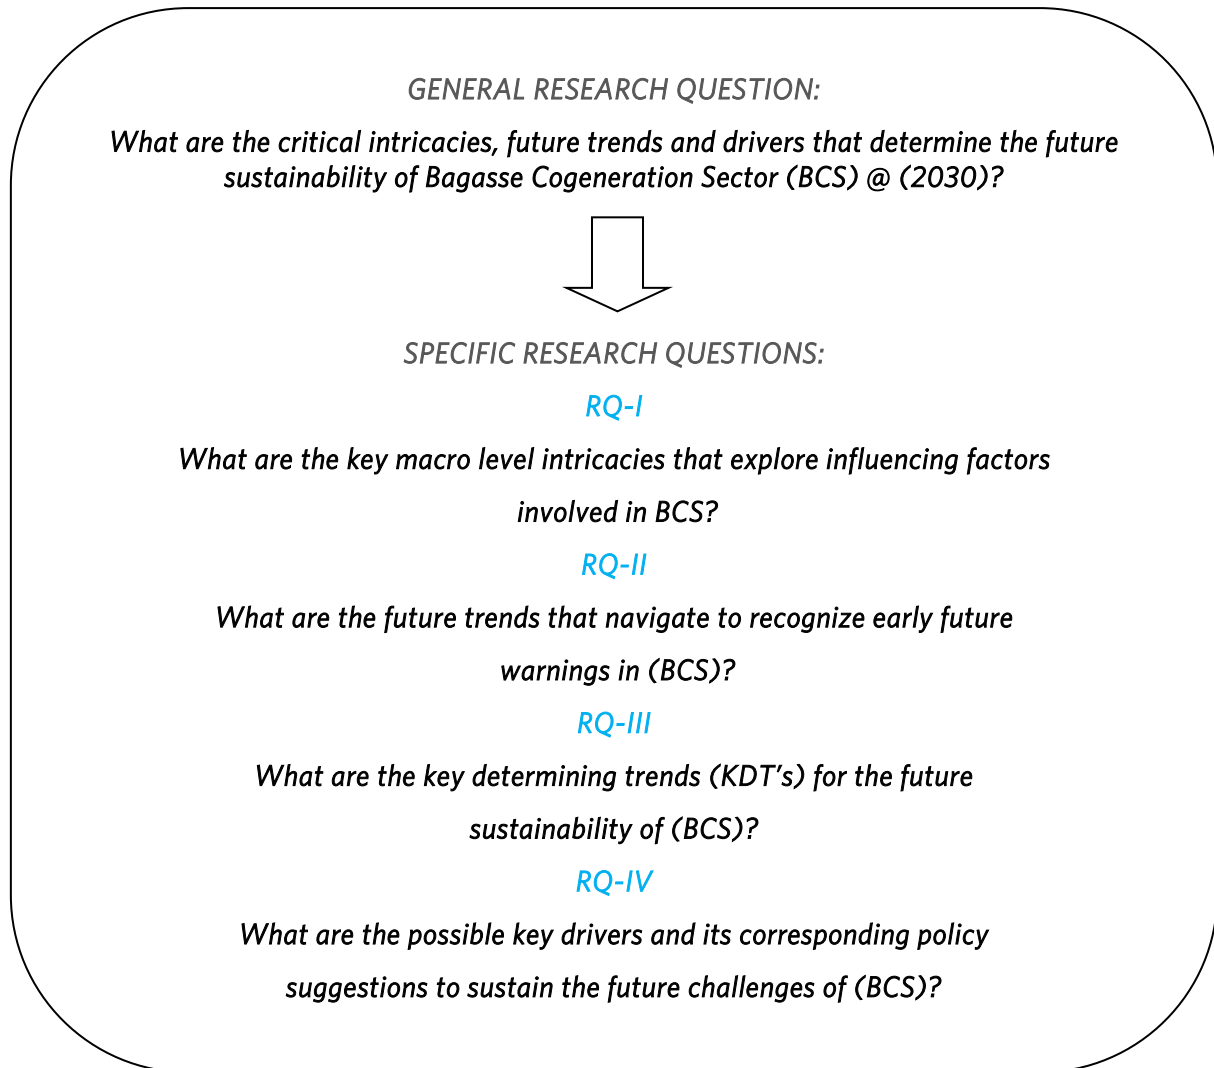 GENERAL RESEARCH QUESTION:
What are the critical intricacies, future trends and drivers that determine the future
sustainability of Bagasse Cogeneration Sector (BCS) @ (2030)?
SPECIFIC RESEARCH QUESTIONS:
RQ-I
What are the key macro level intricacies that explore influencing factors
involved in BCS?
RQ-II
What are the future trends that navigate to recognize early future
warnings in (BCS)?
RQ-III
What are the key determining trends (KDT's) for the future
sustainability of (BCS)?
RQ-IV
What are the possible key drivers and its corresponding policy
suggestions to sustain the future challenges of (BCS)?